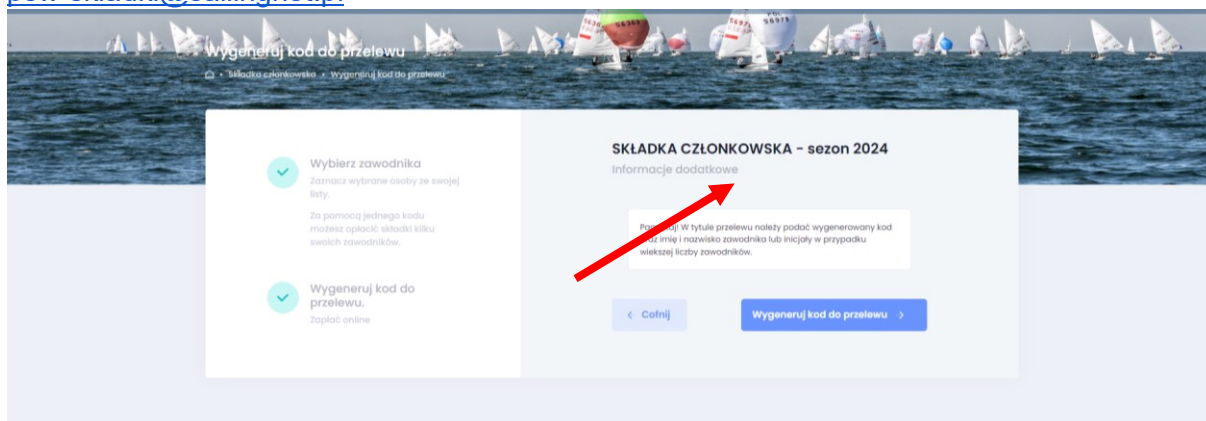 Wygeneruj kod do przelewu
Składka członkowska • Wygeneruj kod do przelewu
Wybierz zawodnika
Zaznacz wybrane osoby ze swojej
listy.
Za pomocą jednego kodu
możesz opłacić składki kilku
swoich zawodników.
Wygeneruj kod do
przelewu.
Zapłać online
SKŁADKA CZŁONKOWSKA - sezon 2024
Informacje dodatkowe
W tytule przelewu należy podać wygenerowany kod
imię i nazwisko zawodnika lub inicjały w przypadku
wiekszej liczby zawodników.
Cofnij
Wygeneruj kod do przelewu